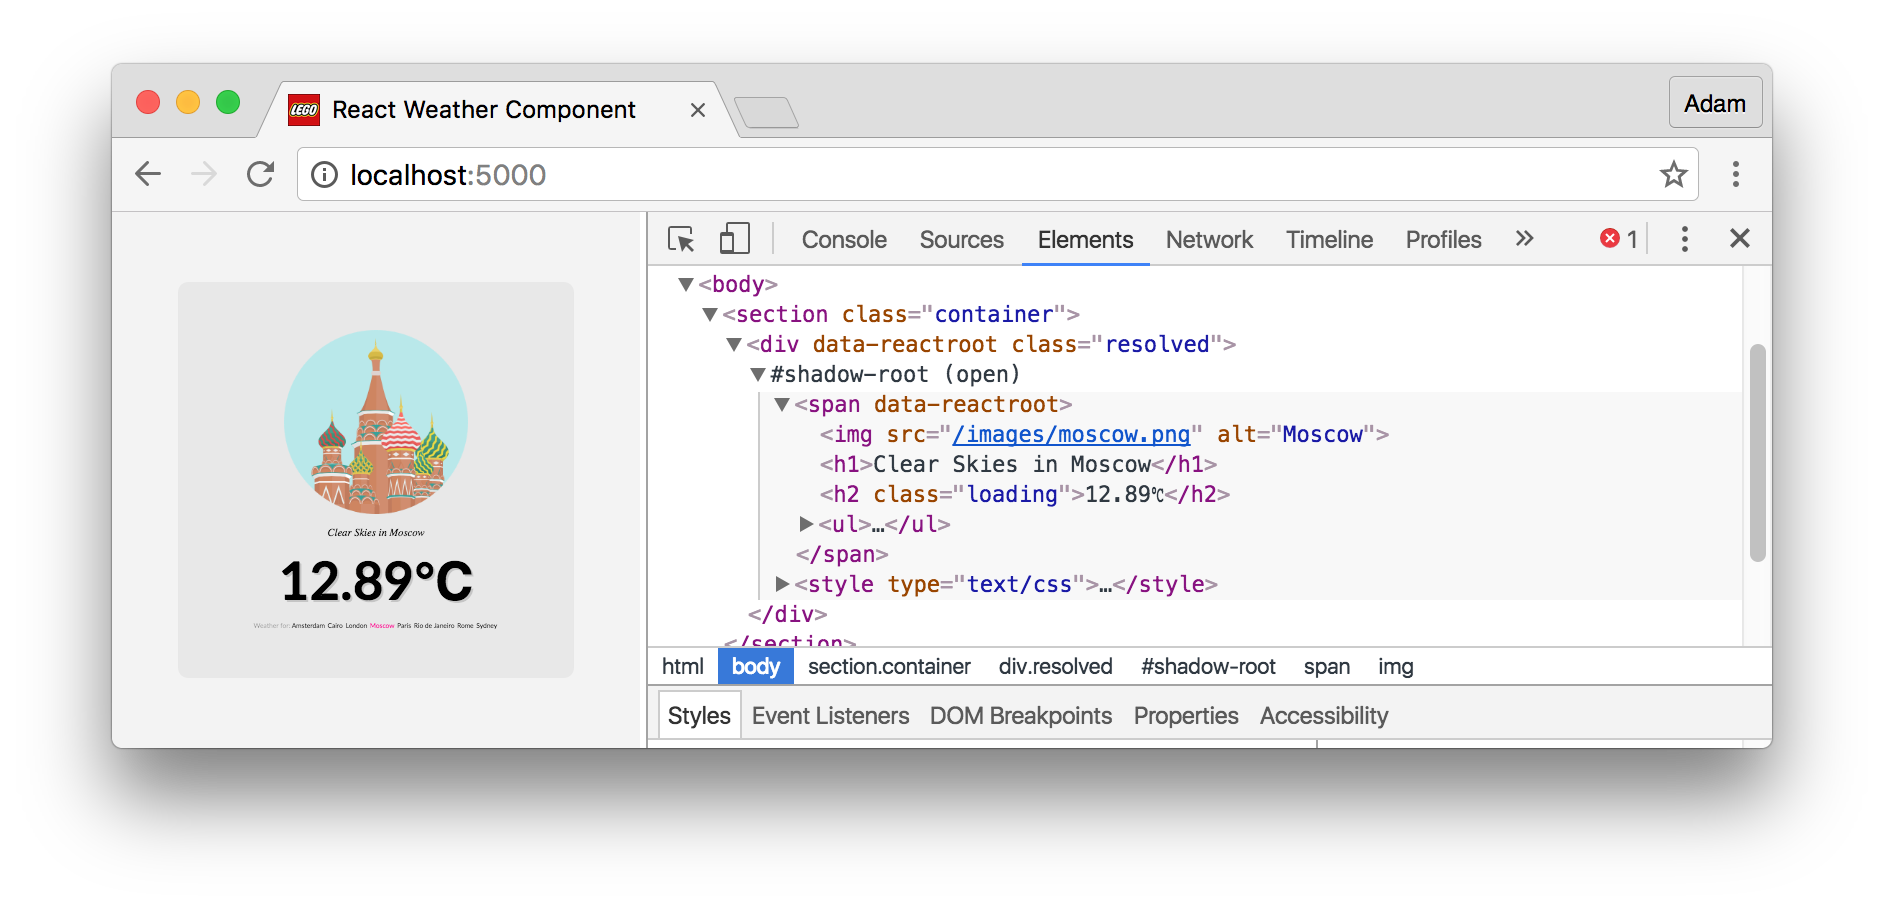 LEGO React Weather Component
Adam
localhost:5000
Clear Skies in Moscow
12.89°C
Weather for: Amsterdam Cairo London Moscow Paris Rio de Janeiro Rome Sydney
Console Sources Elements Network Timeline Profiles » 1
<body>
<section class="container">
<div data-reactroot class="resolved">
#shadow-root (open)
<span data-reactroot>
<img src="/images/moscow.png" alt="Moscow">
<h1>Clear Skies in Moscow</h1>
<h2 class="loading">12.89℃</h2>
<ul>…</ul>
</span>
<style type="text/css">…</style>
</div>
</section>
html body section.container div.resolved #shadow-root span img
Styles Event Listeners DOM Breakpoints Properties Accessibility